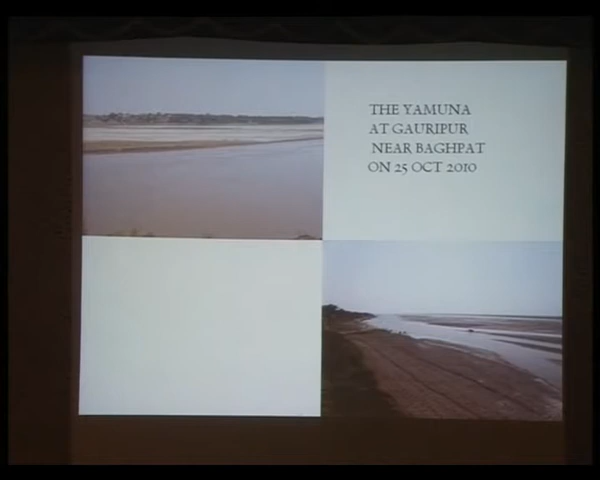 THE YAMUNA
AT GAURIPUR
NEAR BAGHPAT
ON 25 OCT 2010